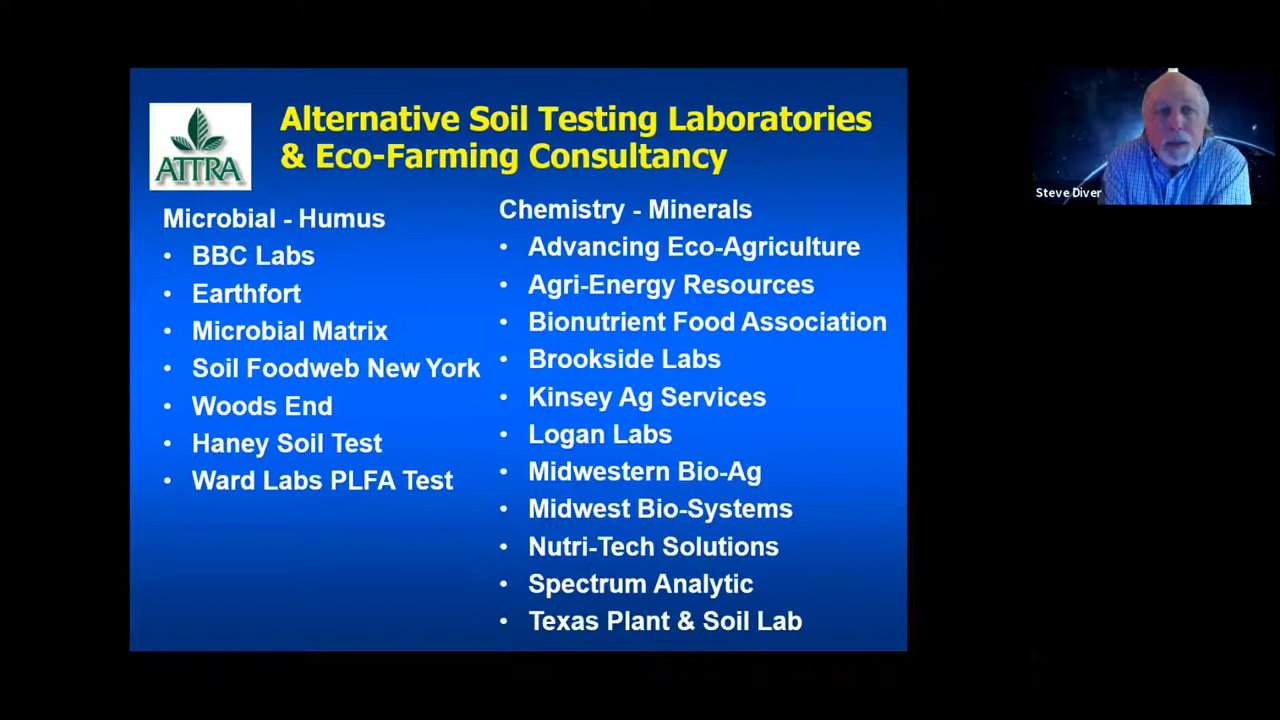 Alternative Soil Testing Laboratories
& Eco-Farming Consultancy
ATTRA
Microbial - Humus
• BBC Labs
• Earthfort
• Microbial Matrix
• Soil Foodweb New York
• Woods End
• Haney Soil Test
• Ward Labs PLFA Test
Chemistry - Minerals
• Advancing Eco-Agriculture
• Agri-Energy Resources
• Bionutrient Food Association
• Brookside Labs
• Kinsey Ag Services
• Logan Labs
• Midwestern Bio-Ag
• Midwest Bio-Systems
• Nutri-Tech Solutions
• Spectrum Analytic
• Texas Plant & Soil Lab
Steve Diver